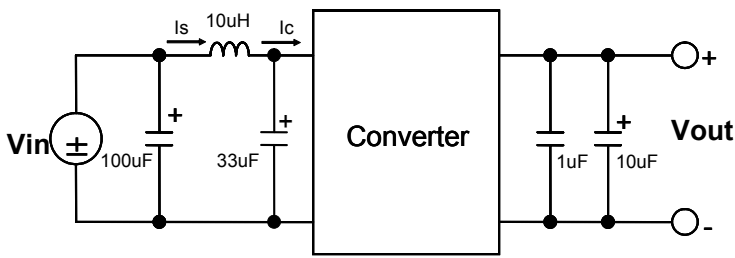 Is
10uH
Ic
+
+
Vin
±
100uF
33uF
Converter
1uF
+
10uF
+
Vout
-